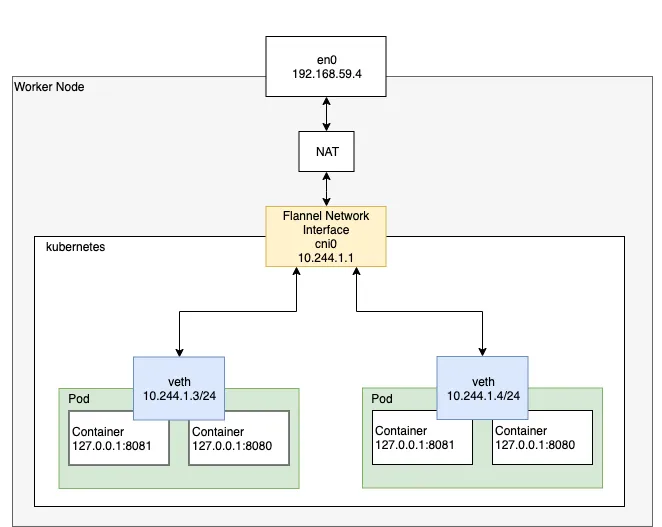 en0
192.168.59.4
Worker Node
NAT
Flannel Network
Interface
cni0
10.244.1.1
kubernetes
veth
10.244.1.3/24
Pod
Container
127.0.0.1:8081
Container
127.0.0.1:8080
veth
10.244.1.4/24
Pod
Container
127.0.0.1:8081
Container
127.0.0.1:8080